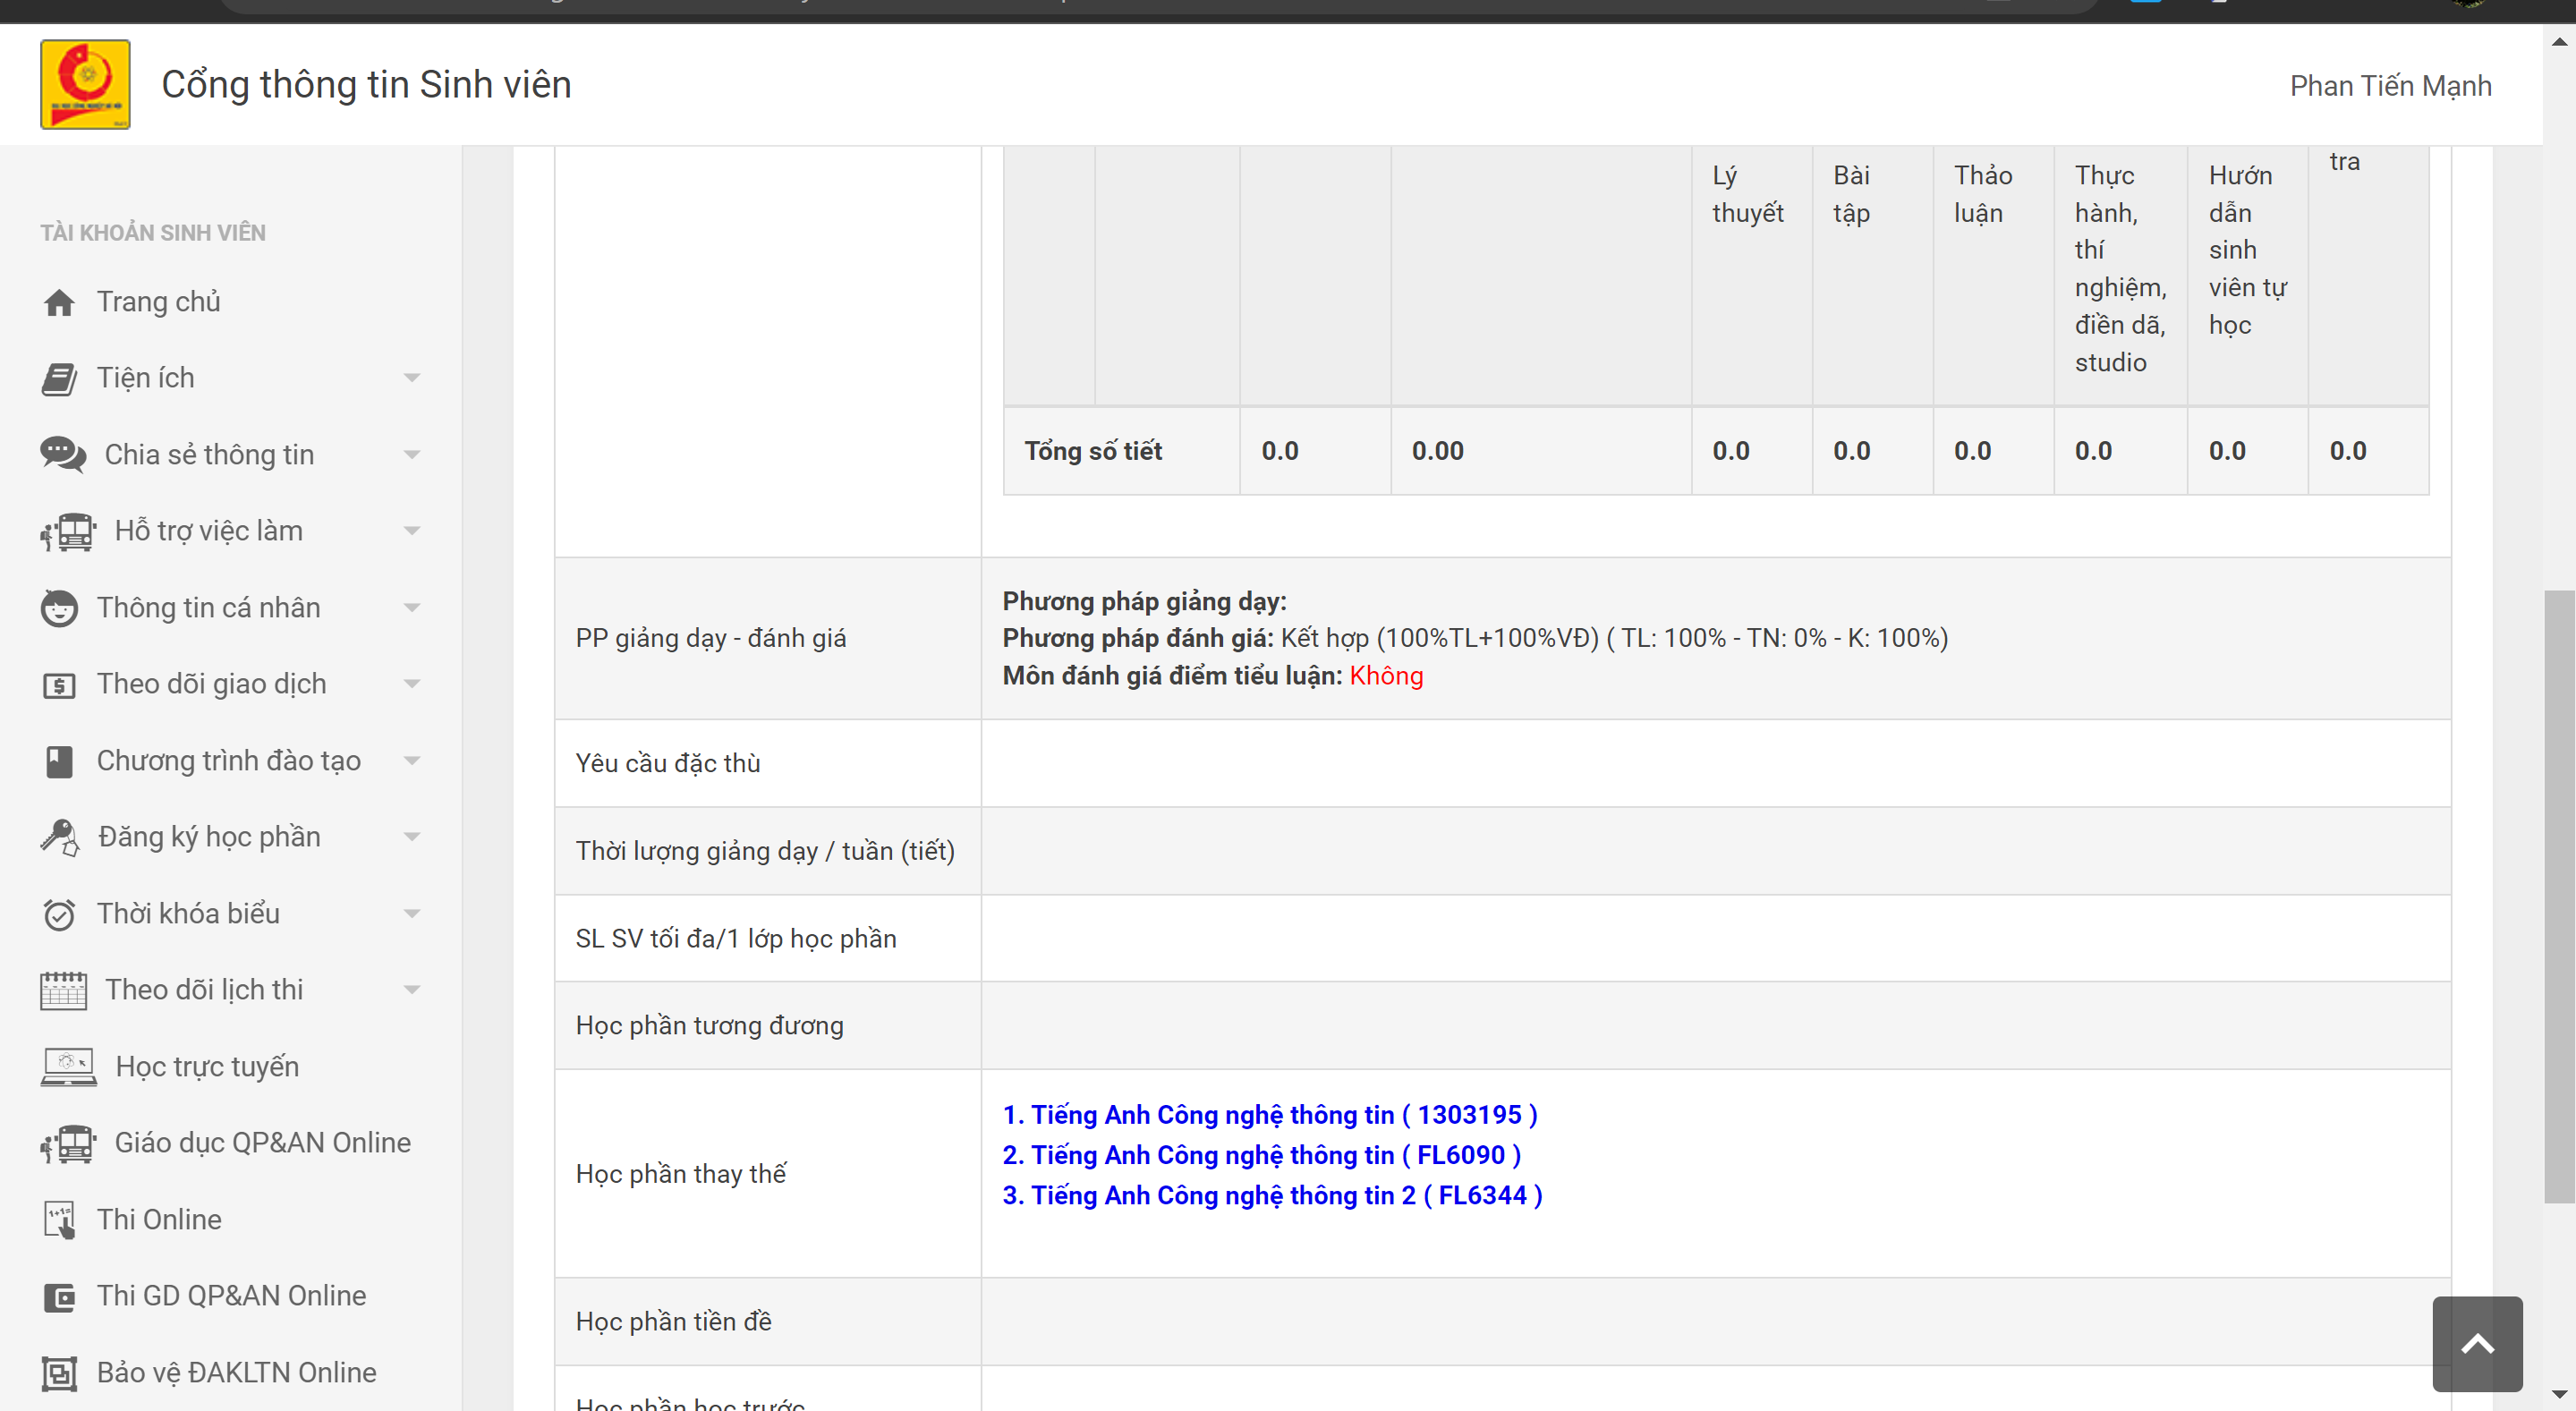 Cổng thông tin Sinh viên
Phan Tiến Mạnh
TÀI KHOẢN SINH VIÊN
Trang chủ
Tiện ích
Chia sẻ thông tin
Hỗ trợ việc làm
Thông tin cá nhân
Theo dõi giao dịch
Chương trình đào tạo
Đăng ký học phần
Thời khóa biểu
Theo dõi lịch thi
Học trực tuyến
Giáo dục QP&AN Online
Thi Online
Thi GD QP&AN Online
Bảo vệ ĐAKLTN Online
Lý
thuyết
Bài
tập
Thảo
luận
Thực
hành,
thí
nghiệm,
điền dã,
studio
Hướn
dẫn
sinh
viên tự
học
tra
Tổng số tiết 0.0 0.00 0.0 0.0 0.0 0.0 0.0 0.0
PP giảng dạy - đánh giá
Phương pháp giảng dạy:
Phương pháp đánh giá: Kết hợp (100%TL+100%VĐ) ( TL: 100% - TN: 0% - K: 100%)
Môn đánh giá điểm tiểu luận: Không
Yêu cầu đặc thù
Thời lượng giảng dạy / tuần (tiết)
SL SV tối đa/1 lớp học phần
Học phần tương đương
Học phần thay thế
1. Tiếng Anh Công nghệ thông tin ( 1303195 )
2. Tiếng Anh Công nghệ thông tin ( FL6090 )
3. Tiếng Anh Công nghệ thông tin 2 ( FL6344 )
Học phần tiền đề
Học phần học trước